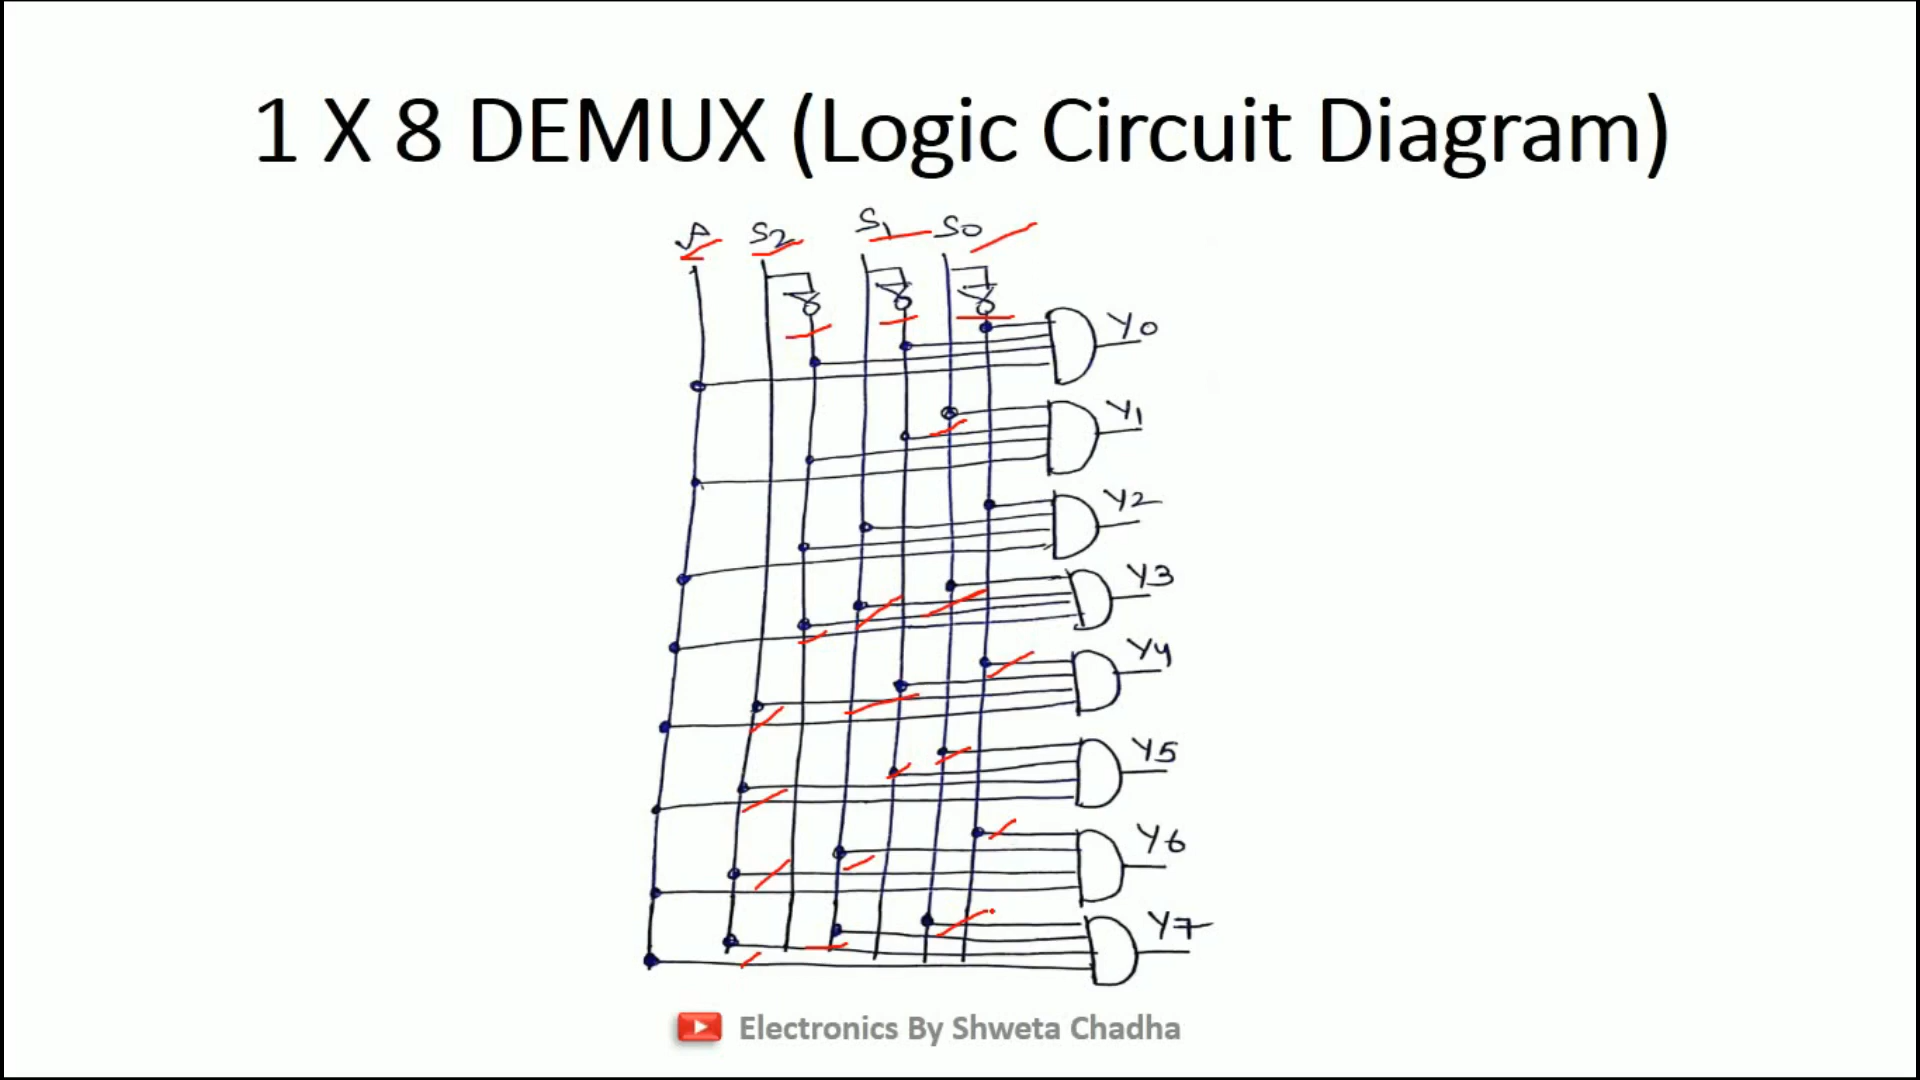 1 X 8 DEMUX (Logic Circuit Diagram)
S2 S1 S0
Y0
Y1
Y2
Y3
Y4
Y5
Y6
Y7
Electronics By Shweta Chadha